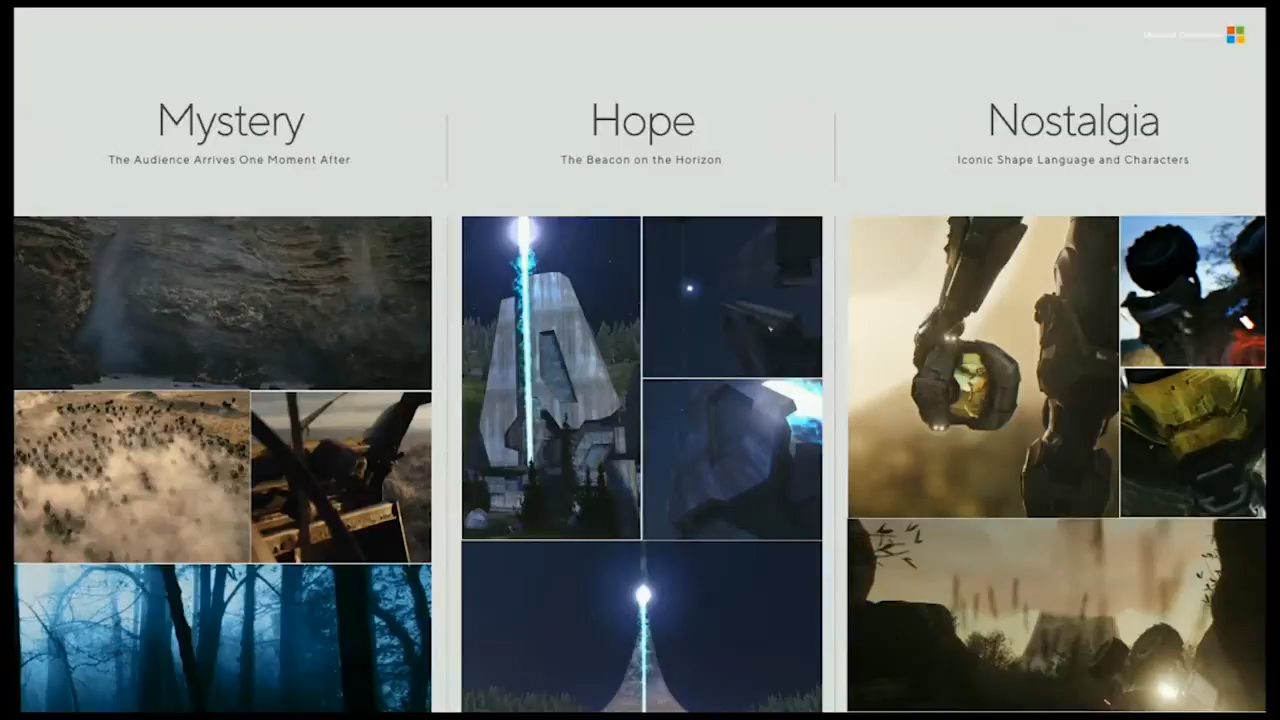 Mystery
The Audience Arrives One Moment After
Hope
The Beacon on the Horizon
Nostalgia
Iconic Shape Language and Characters